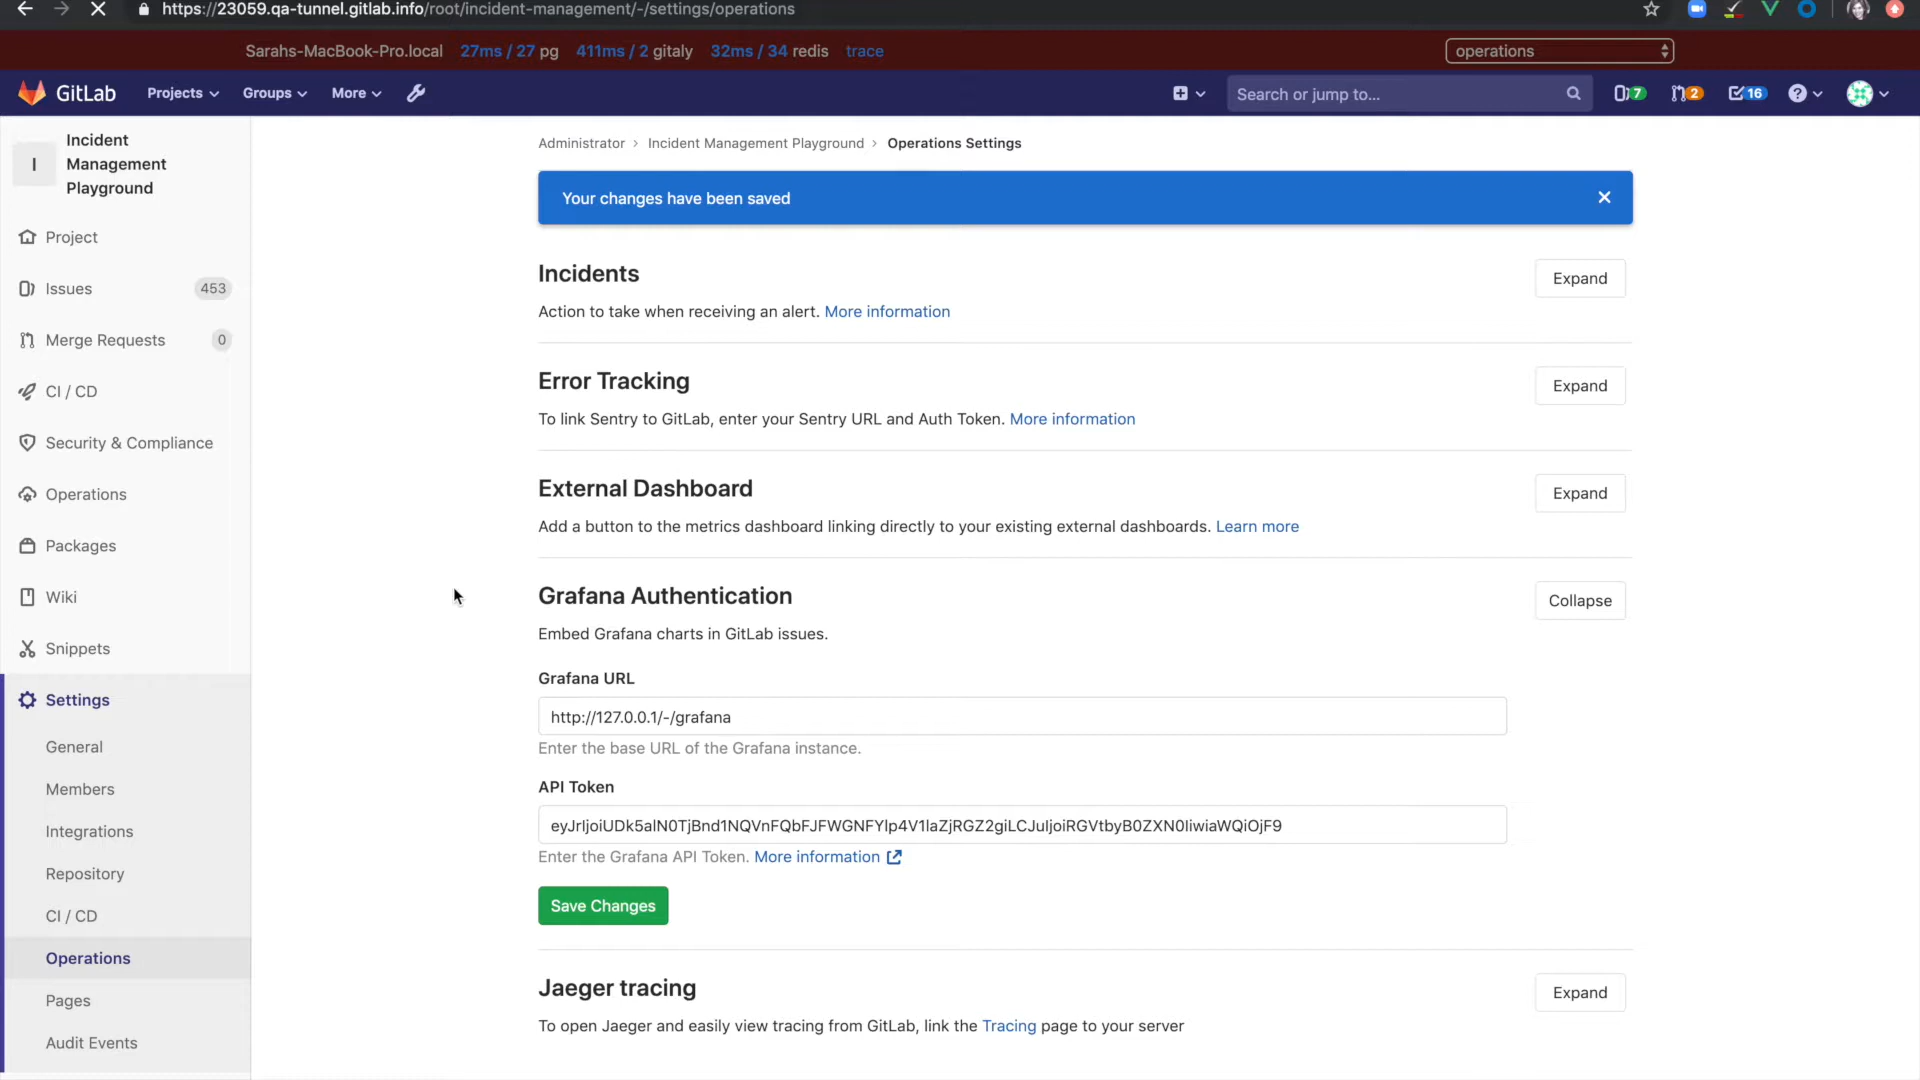 https://23059.qa-tunnel.gitlab.info/root/incident-management/-/settings/operations
Sarahs-MacBook-Pro.local 27ms / 27 pg 411ms / 2 gitaly 32ms / 34 redis trace operations
GitLab Projects Groups More Search or jump to... 7 2 16
I
Incident
Management
Playground
Project
Issues 453
Merge Requests 0
CI / CD
Security & Compliance
Operations
Packages
Wiki
Snippets
Settings
General
Members
Integrations
Repository
CI / CD
Operations
Pages
Audit Events
Administrator > Incident Management Playground > Operations Settings
Your changes have been saved
Incidents
Expand
Action to take when receiving an alert. More information
Error Tracking
Expand
To link Sentry to GitLab, enter your Sentry URL and Auth Token. More information
External Dashboard
Expand
Add a button to the metrics dashboard linking directly to your existing external dashboards. Learn more
Grafana Authentication
Collapse
Embed Grafana charts in GitLab issues.
Grafana URL
http://127.0.0.1/-/grafana
Enter the base URL of the Grafana instance.
API Token
Enter the Grafana API Token. More information
Save Changes
Jaeger tracing
Expand
To open Jaeger and easily view tracing from GitLab, link the Tracing page to your server